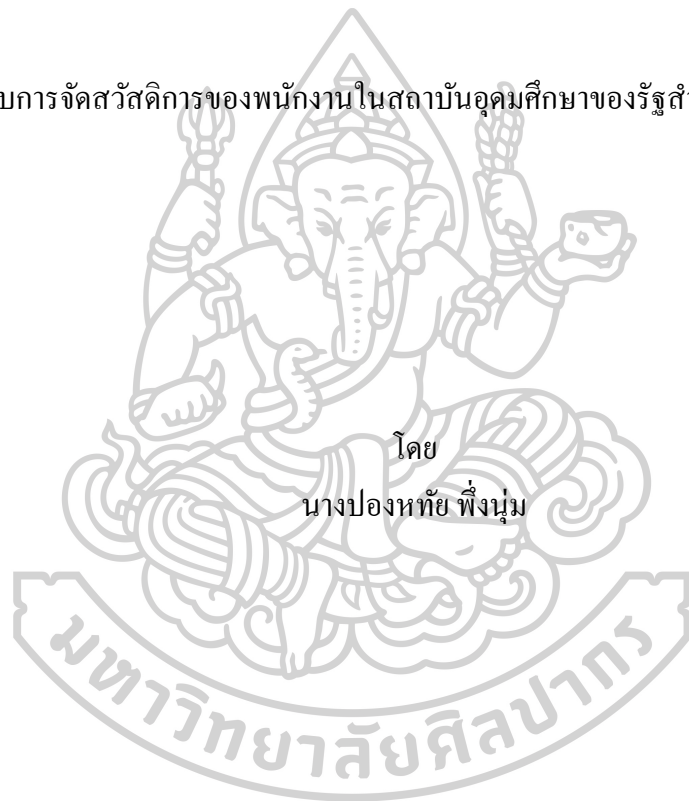 บการจัดสวัสดิการของพนักงานในสถาบันอุดมศึกษาของรัฐ
โดย
นางปองหทัย พึ่งนุ่ม
มหาวิทยาลัยศิลปากร